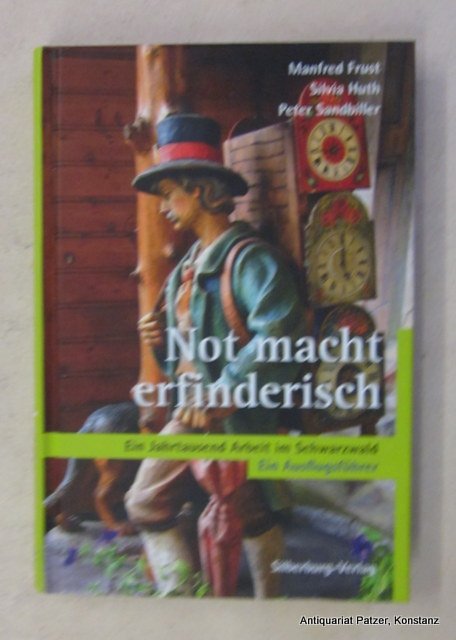 Manfred Frust
Silvia Huth
Peter Sandbiller
Not macht
erfinderisch
Ein Jahrtausend Arbeit im Schwarzwald
Ein Ausflugsführer
Silberburg-Verlag
Antiquariat Patzer, Konstanz